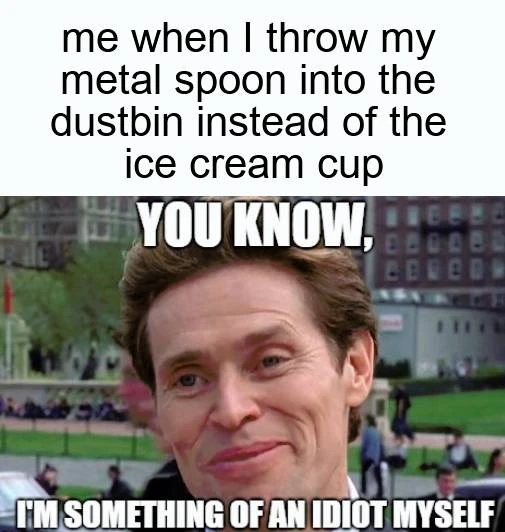 me when I throw my
metal spoon into the
dustbin instead of the
ice cream cup
YOU KNOW,
I'M SOMETHING OF AN IDIOT MYSELF